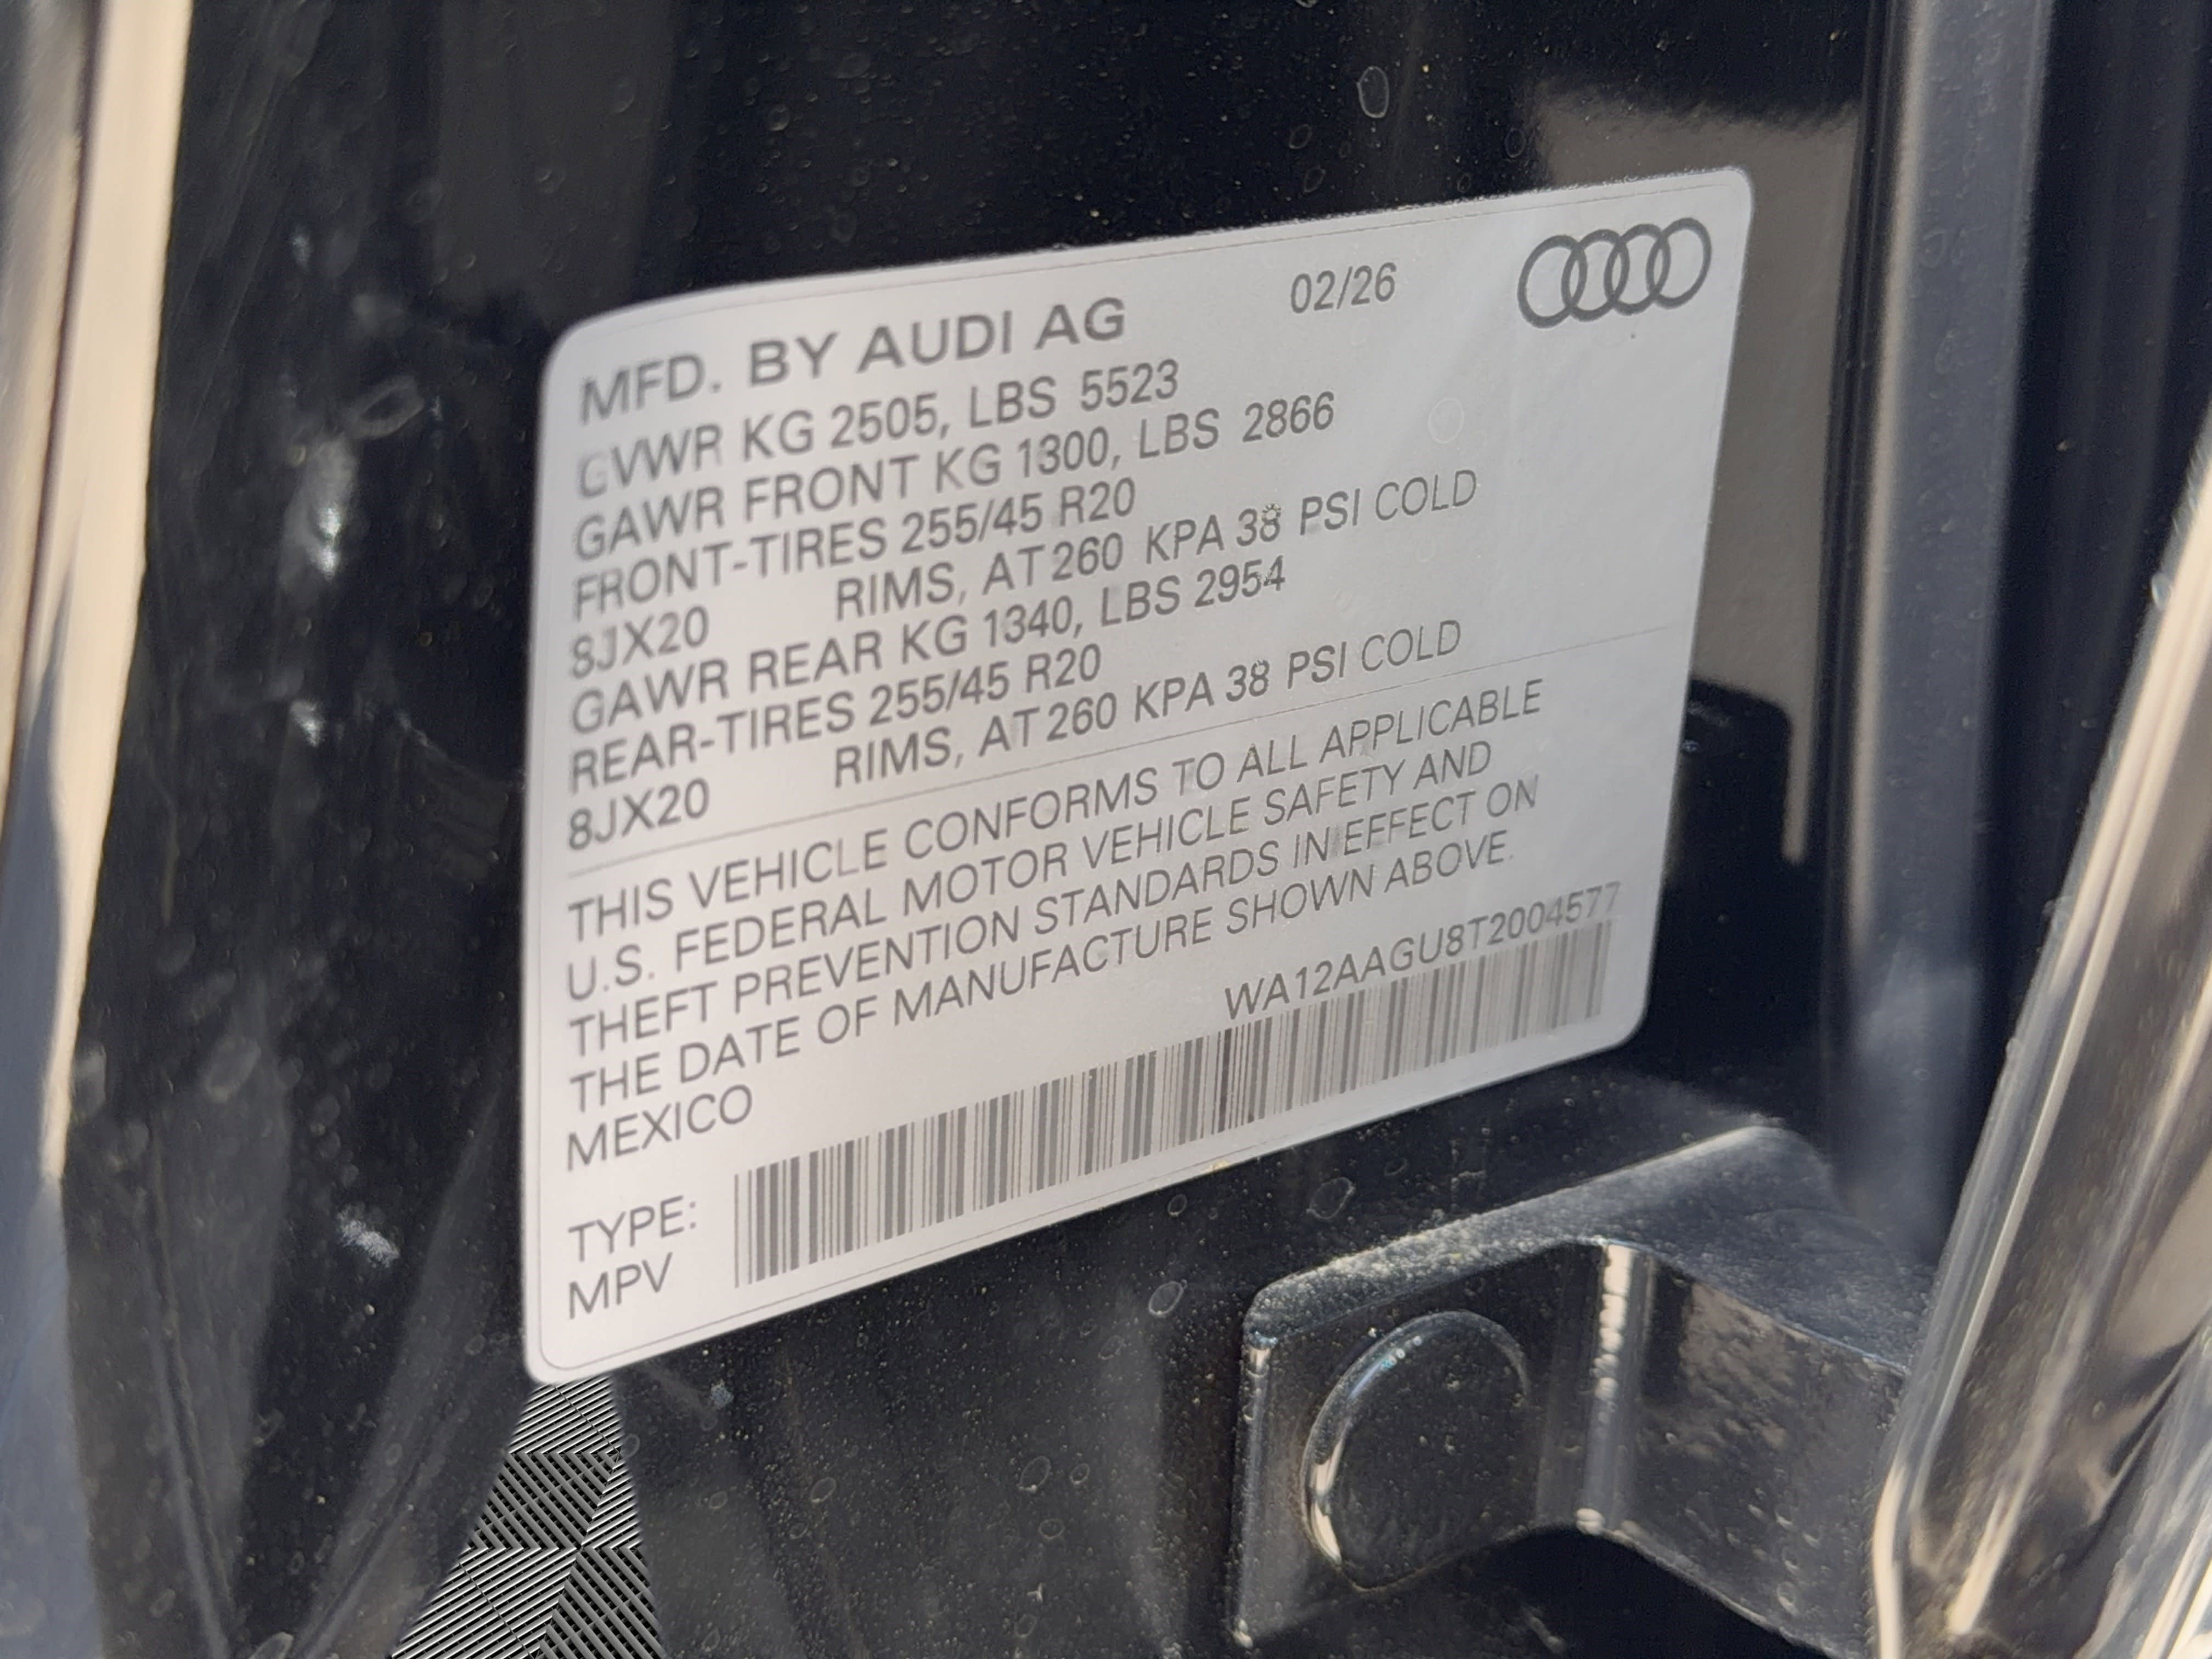 MFD. BY AUDI AG 02/26
GVWR KG 2505, LBS 5523
GAWR FRONT KG 1300, LBS 2866
FRONT-TIRES 255/45 R20
8JX20 RIMS, AT 260 KPA 38 PSI COLD
GAWR REAR KG 1340, LBS 2954
REAR-TIRES 255/45 R20
8JX20 RIMS, AT 260 KPA 38 PSI COLD
THIS VEHICLE CONFORMS TO ALL APPLICABLE
U.S. FEDERAL MOTOR VEHICLE SAFETY AND
THEFT PREVENTION STANDARDS IN EFFECT ON
THE DATE OF MANUFACTURE SHOWN ABOVE.
MEXICO WA12AAGU8T2004577
TYPE:
MPV